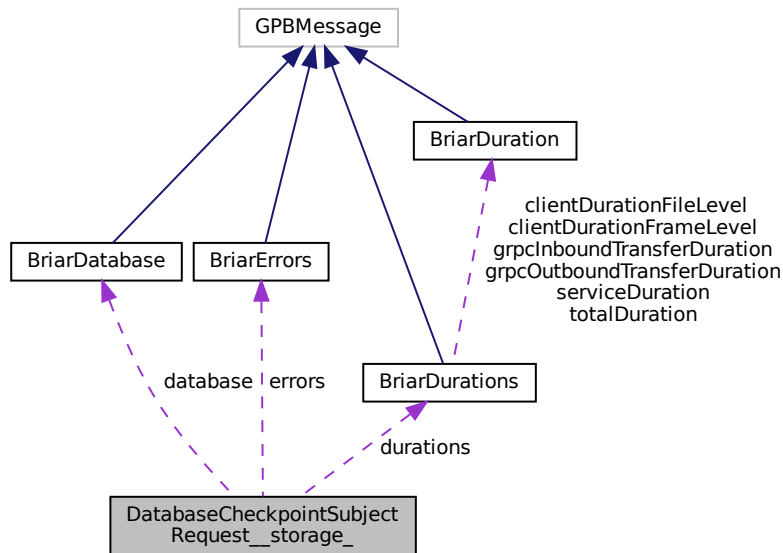 GPBMessage
BriarDuration
clientDurationFileLevel
clientDurationFrameLevel
grpcInboundTransferDuration
grpcOutboundTransferDuration
serviceDuration
totalDuration
BriarDatabase
BriarErrors
BriarDurations
database
errors
durations
DatabaseCheckpointSubject
Request__storage_